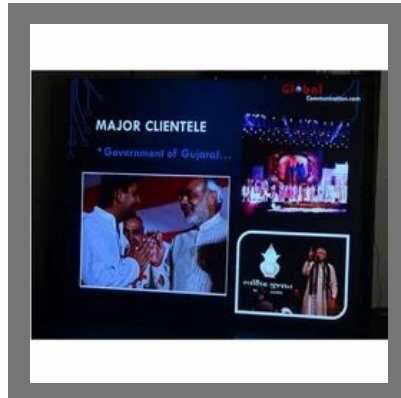 Global
Communication.com
MAJOR CLIENTELE
*Government of Gujarat...